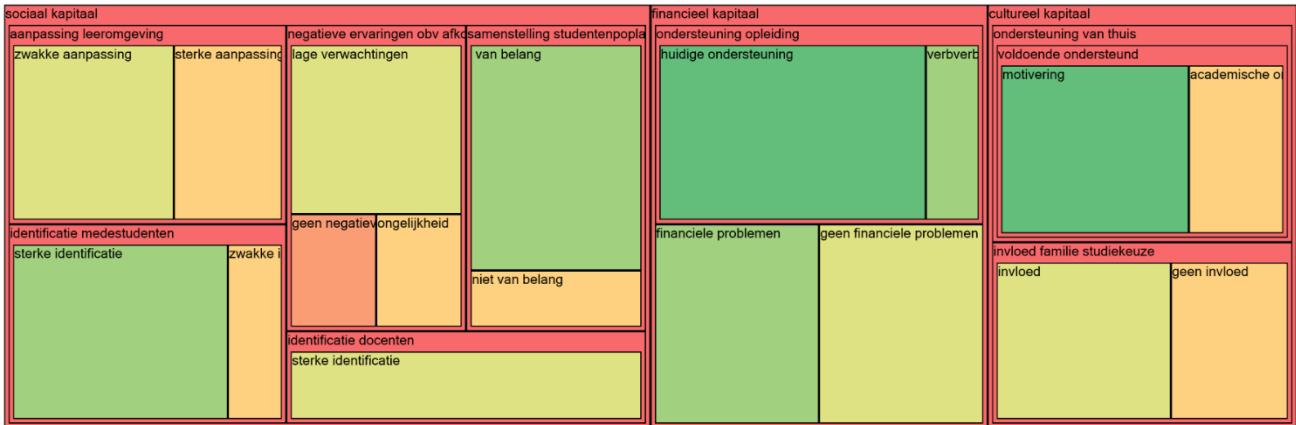 sociaal kapitaal
aanpassing leeromgeving
zwakke aanpassing
sterke aanpassing
identificatie medestudenten
sterke identificatie
zwakke i
negatieve ervaringen obv afko
lage verwachtingen
geen negatiev
ongelijkheid
samenstelling studentenpopla
van belang
niet van belang
identificatie docenten
sterke identificatie
financieel kapitaal
ondersteuning opleiding
huidige ondersteuning
verbverb
financiele problemen
geen financiele problemen
cultureel kapitaal
ondersteuning van thuis
voldoende ondersteund
motivering
academische o
invloed familie studiekeuze
invloed
geen invloed